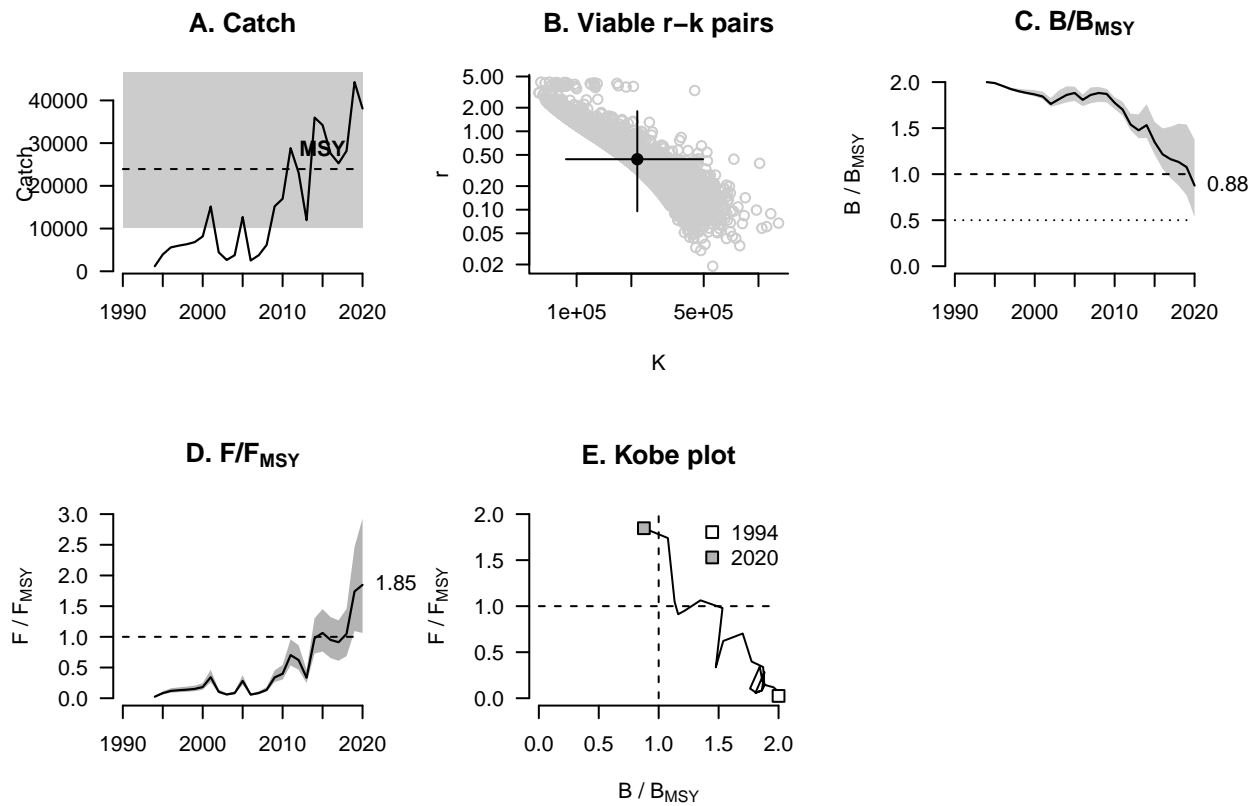 A. Catch
Catch
40000
30000
20000
10000
0
MSY
1990 2000 2010 2020
B. Viable r−k pairs
r
5.00
2.00
1.00
0.50
0.20
0.10
0.05
0.02
1e+05 5e+05
K
C. B/BMSY
B / BMSY
2.0
1.5
1.0
0.5
0.0
0.88
1990 2000 2010 2020
D. F/FMSY
F / FMSY
3.0
2.5
2.0
1.5
1.0
0.5
0.0
1.85
1990 2000 2010 2020
E. Kobe plot
F / FMSY
2.0
1.5
1.0
0.5
0.0
1994
2020
0.0 0.5 1.0 1.5 2.0
B / BMSY